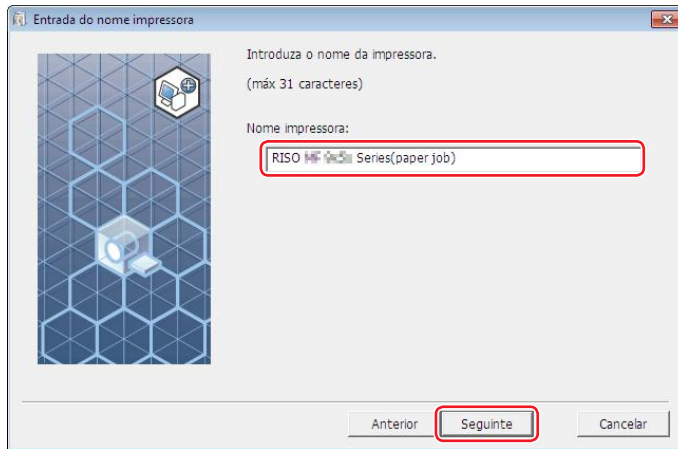 Entrada do nome impressora
Introduza o nome da impressora.
(máx 31 caracteres)
Nome impressora:
RISO Series(paper job)
Anterior
Seguinte
Cancelar